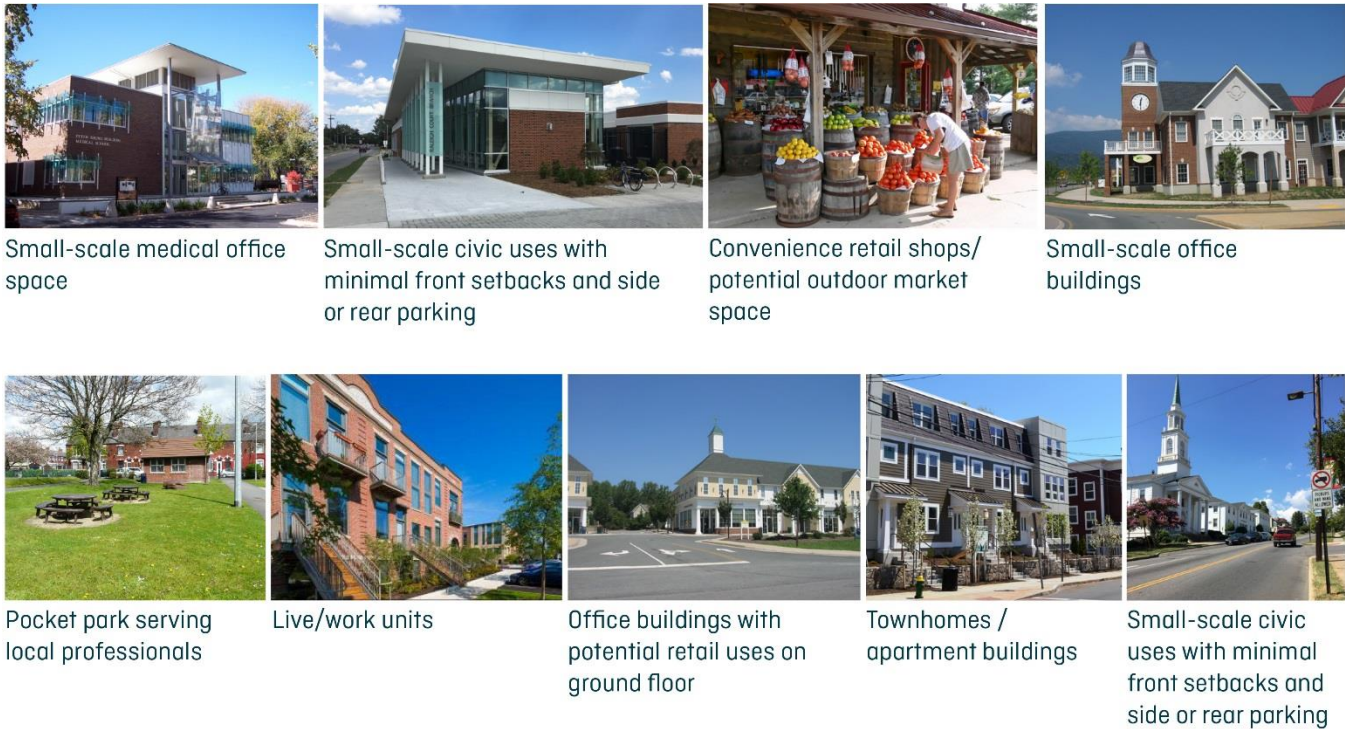 Small-scale medical office
space
Small-scale civic uses with
minimal front setbacks and side
or rear parking
Convenience retail shops/
potential outdoor market
space
Small-scale office
buildings
Pocket park serving
local professionals
Live/work units
Office buildings with
potential retail uses on
ground floor
Townhomes /
apartment buildings
Small-scale civic
uses with minimal
front setbacks and
side or rear parking